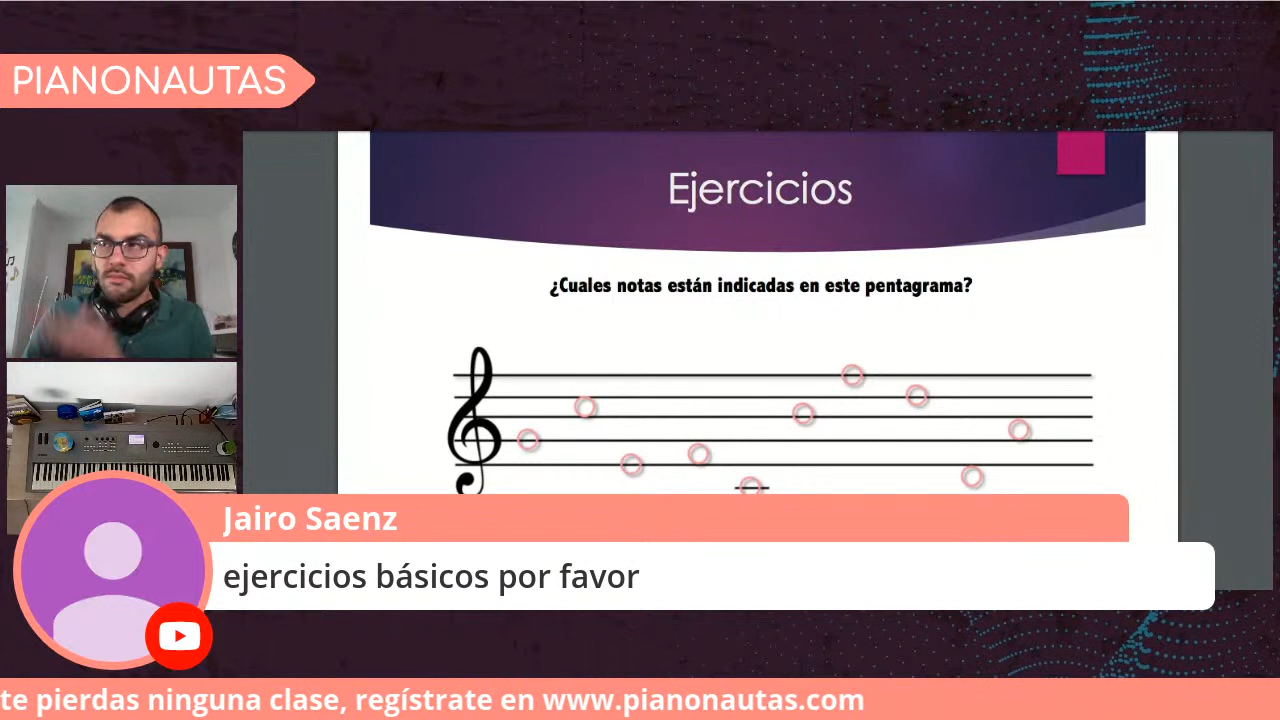 PIANONAUTAS
Ejercicios
¿Cuales notas están indicadas en este pentagrama?
Jairo Saenz
ejercicios básicos por favor
te pierdas ninguna clase, regístrate en www.pianonautas.com